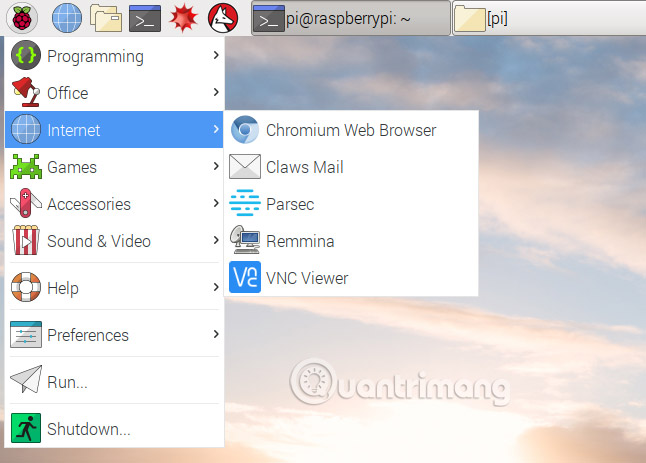 pi@raspberrypi: ~
[pi]
Programming
Office
Internet
Games
Accessories
Sound & Video
Help
Preferences
Run...
Shutdown...
Chromium Web Browser
Claws Mail
Parsec
Remmina
VNC Viewer
Quantrimang